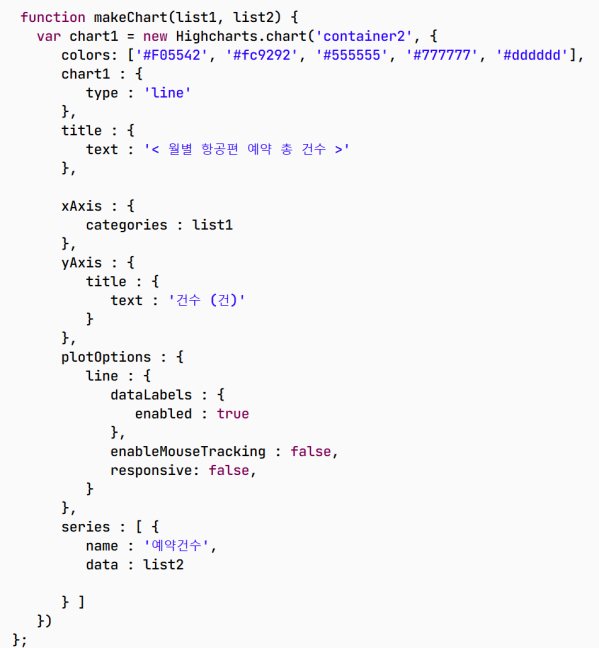 function makeChart(list1, list2) {
var chart1 = new Highcharts.chart('container2', {
colors: ['#F05542', '#fc9292', '#555555', '#777777', '#dddddd'],
chart1 : {
type : 'line'
},
title : {
text : '< 월별 항공편 예약 총 건수 >'
},
xAxis : {
categories : list1
},
yAxis : {
title : {
text : '건수 (건)'
}
},
plotOptions : {
line : {
dataLabels : {
enabled : true
},
enableMouseTracking : false,
responsive: false,
}
},
series : [ {
name : '예약건수',
data : list2
} ]
})
};